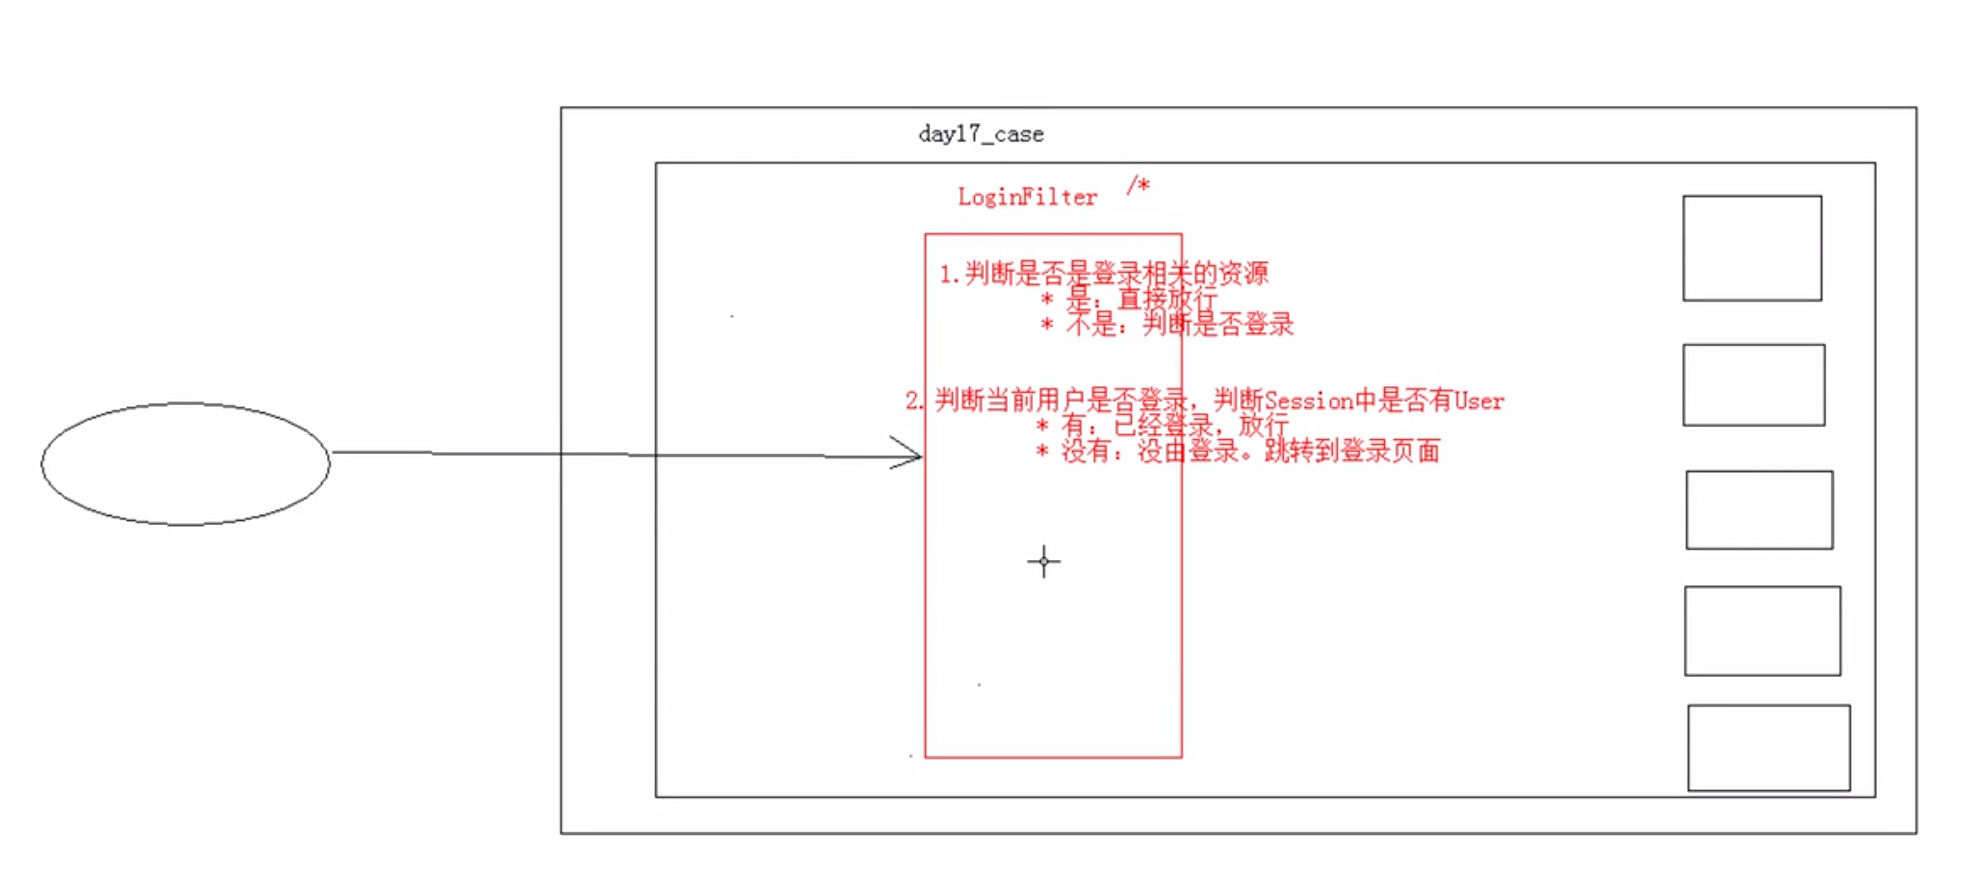 day17_case
LoginFilter /*
1.判断是否是登录相关的资源
* 是：直接放行
* 不是：判断是否登录
2. 判断当前用户是否登录，判断Session中是否有User
* 有：已经登录，放行
* 没有：没由登录。跳转到登录页面